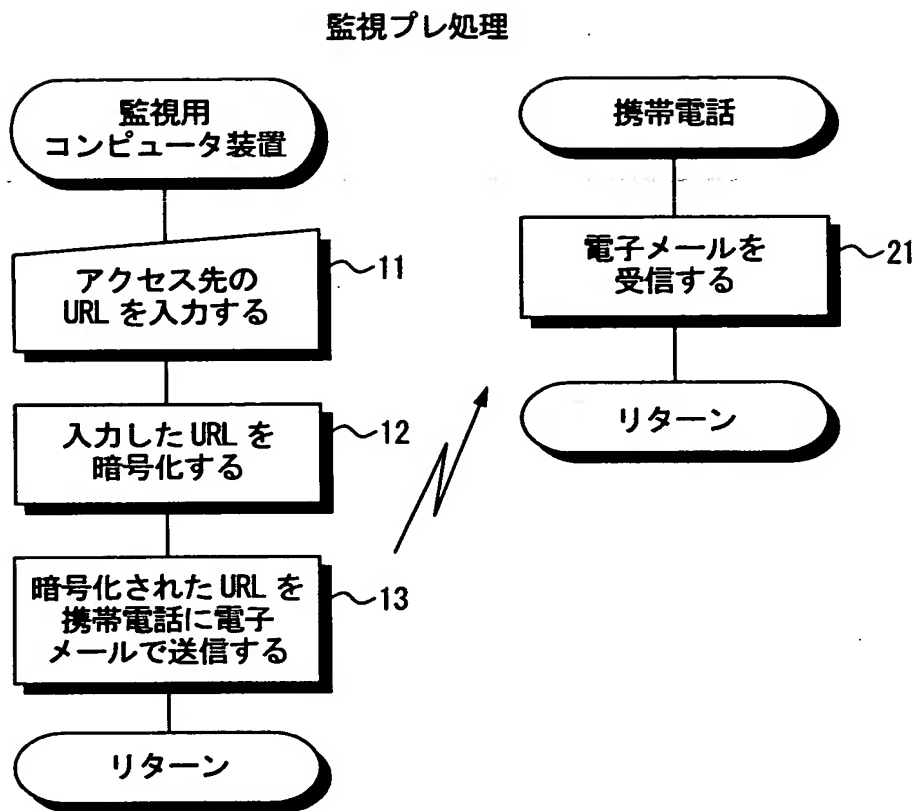 監視プレ処理
監視用
コンピュータ装置
アクセス先の
URL を入力する
11
入力した URL を
暗号化する
12
暗号化された URL を
携帯電話に電子
メールで送信する
13
リターン
携帯電話
電子メールを
受信する
21
リターン